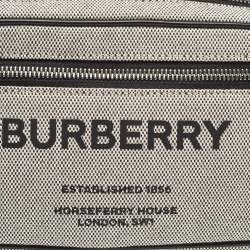 BURBERRY
ESTABLISHED 1856
HORSEFERRY HOUSE
LONDON, SW1